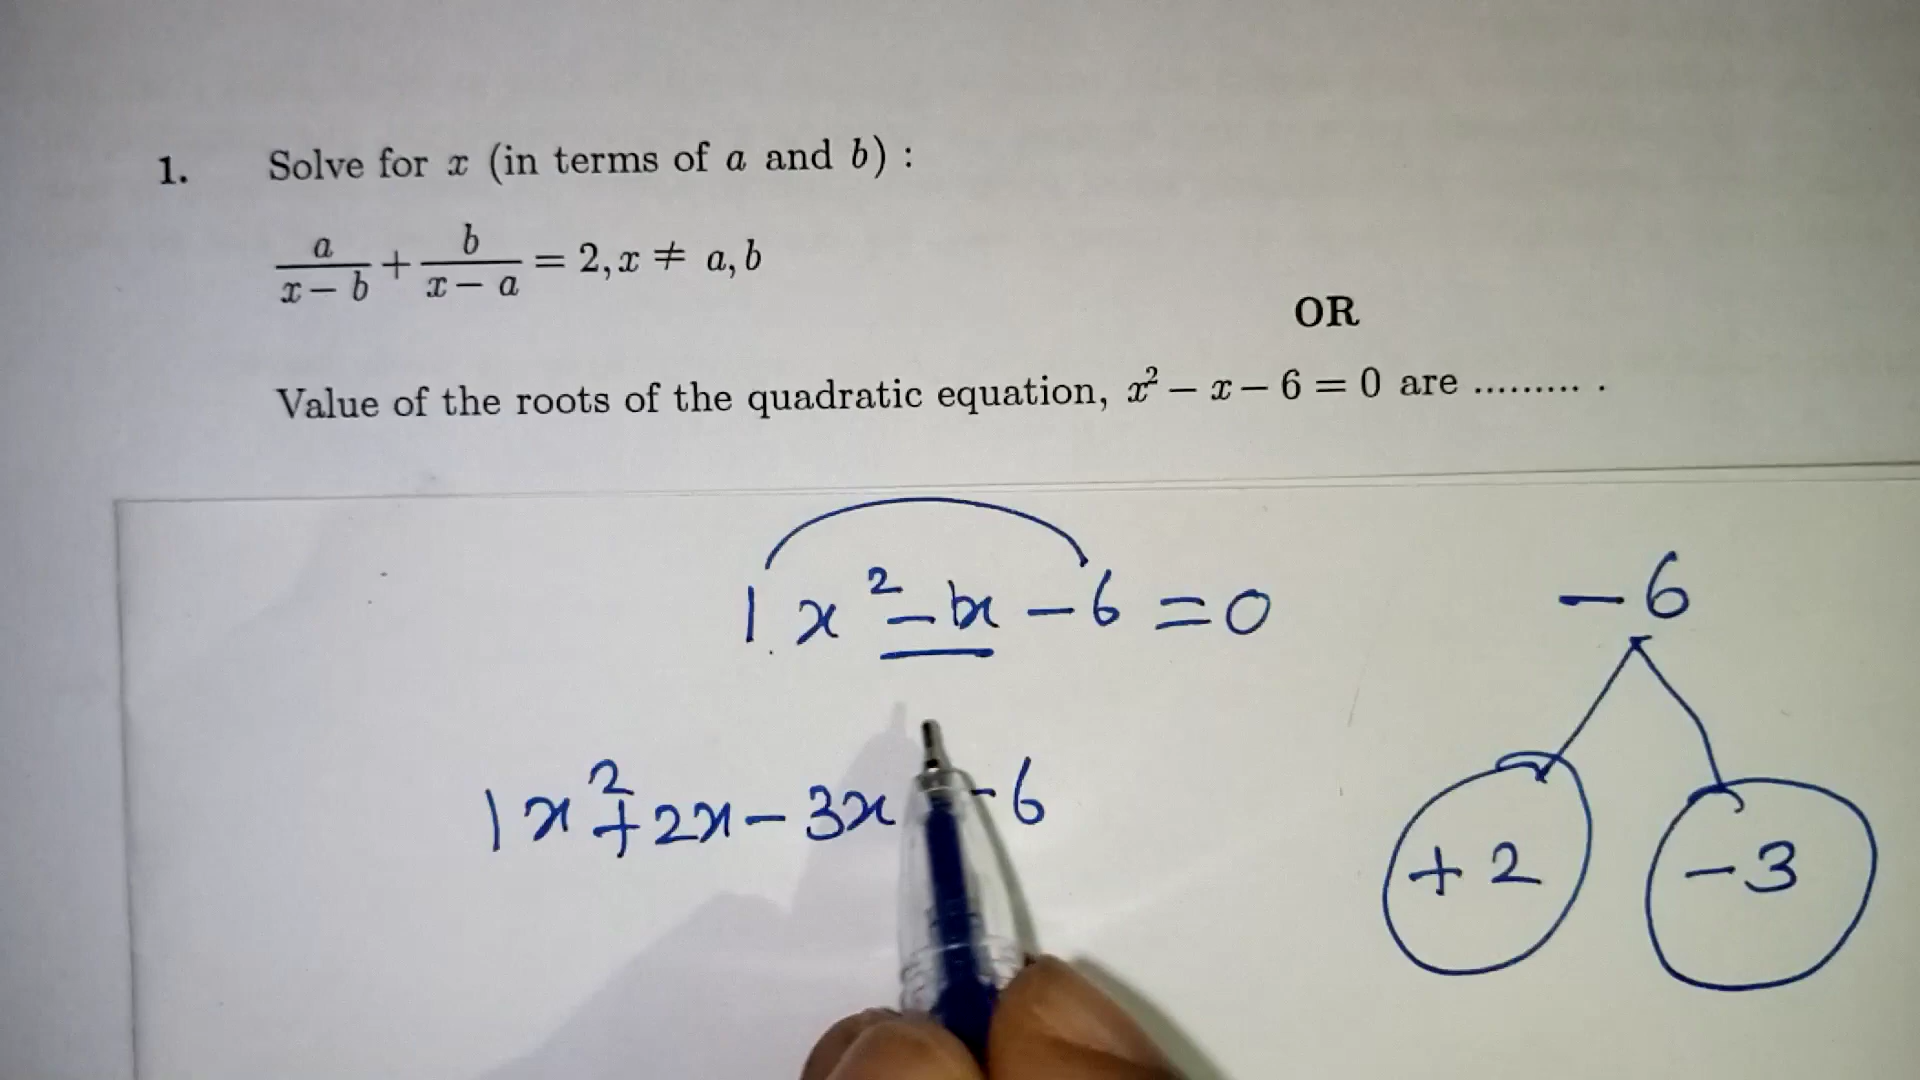 1. Solve for x (in terms of a and b) :
a/(x − b) + b/(x − a) = 2, x ≠ a, b
OR
Value of the roots of the quadratic equation, x² − x − 6 = 0 are ......... .
1x² − 1x − 6 = 0
− 6
1x² + 2x − 3x − 6
+ 2 − 3